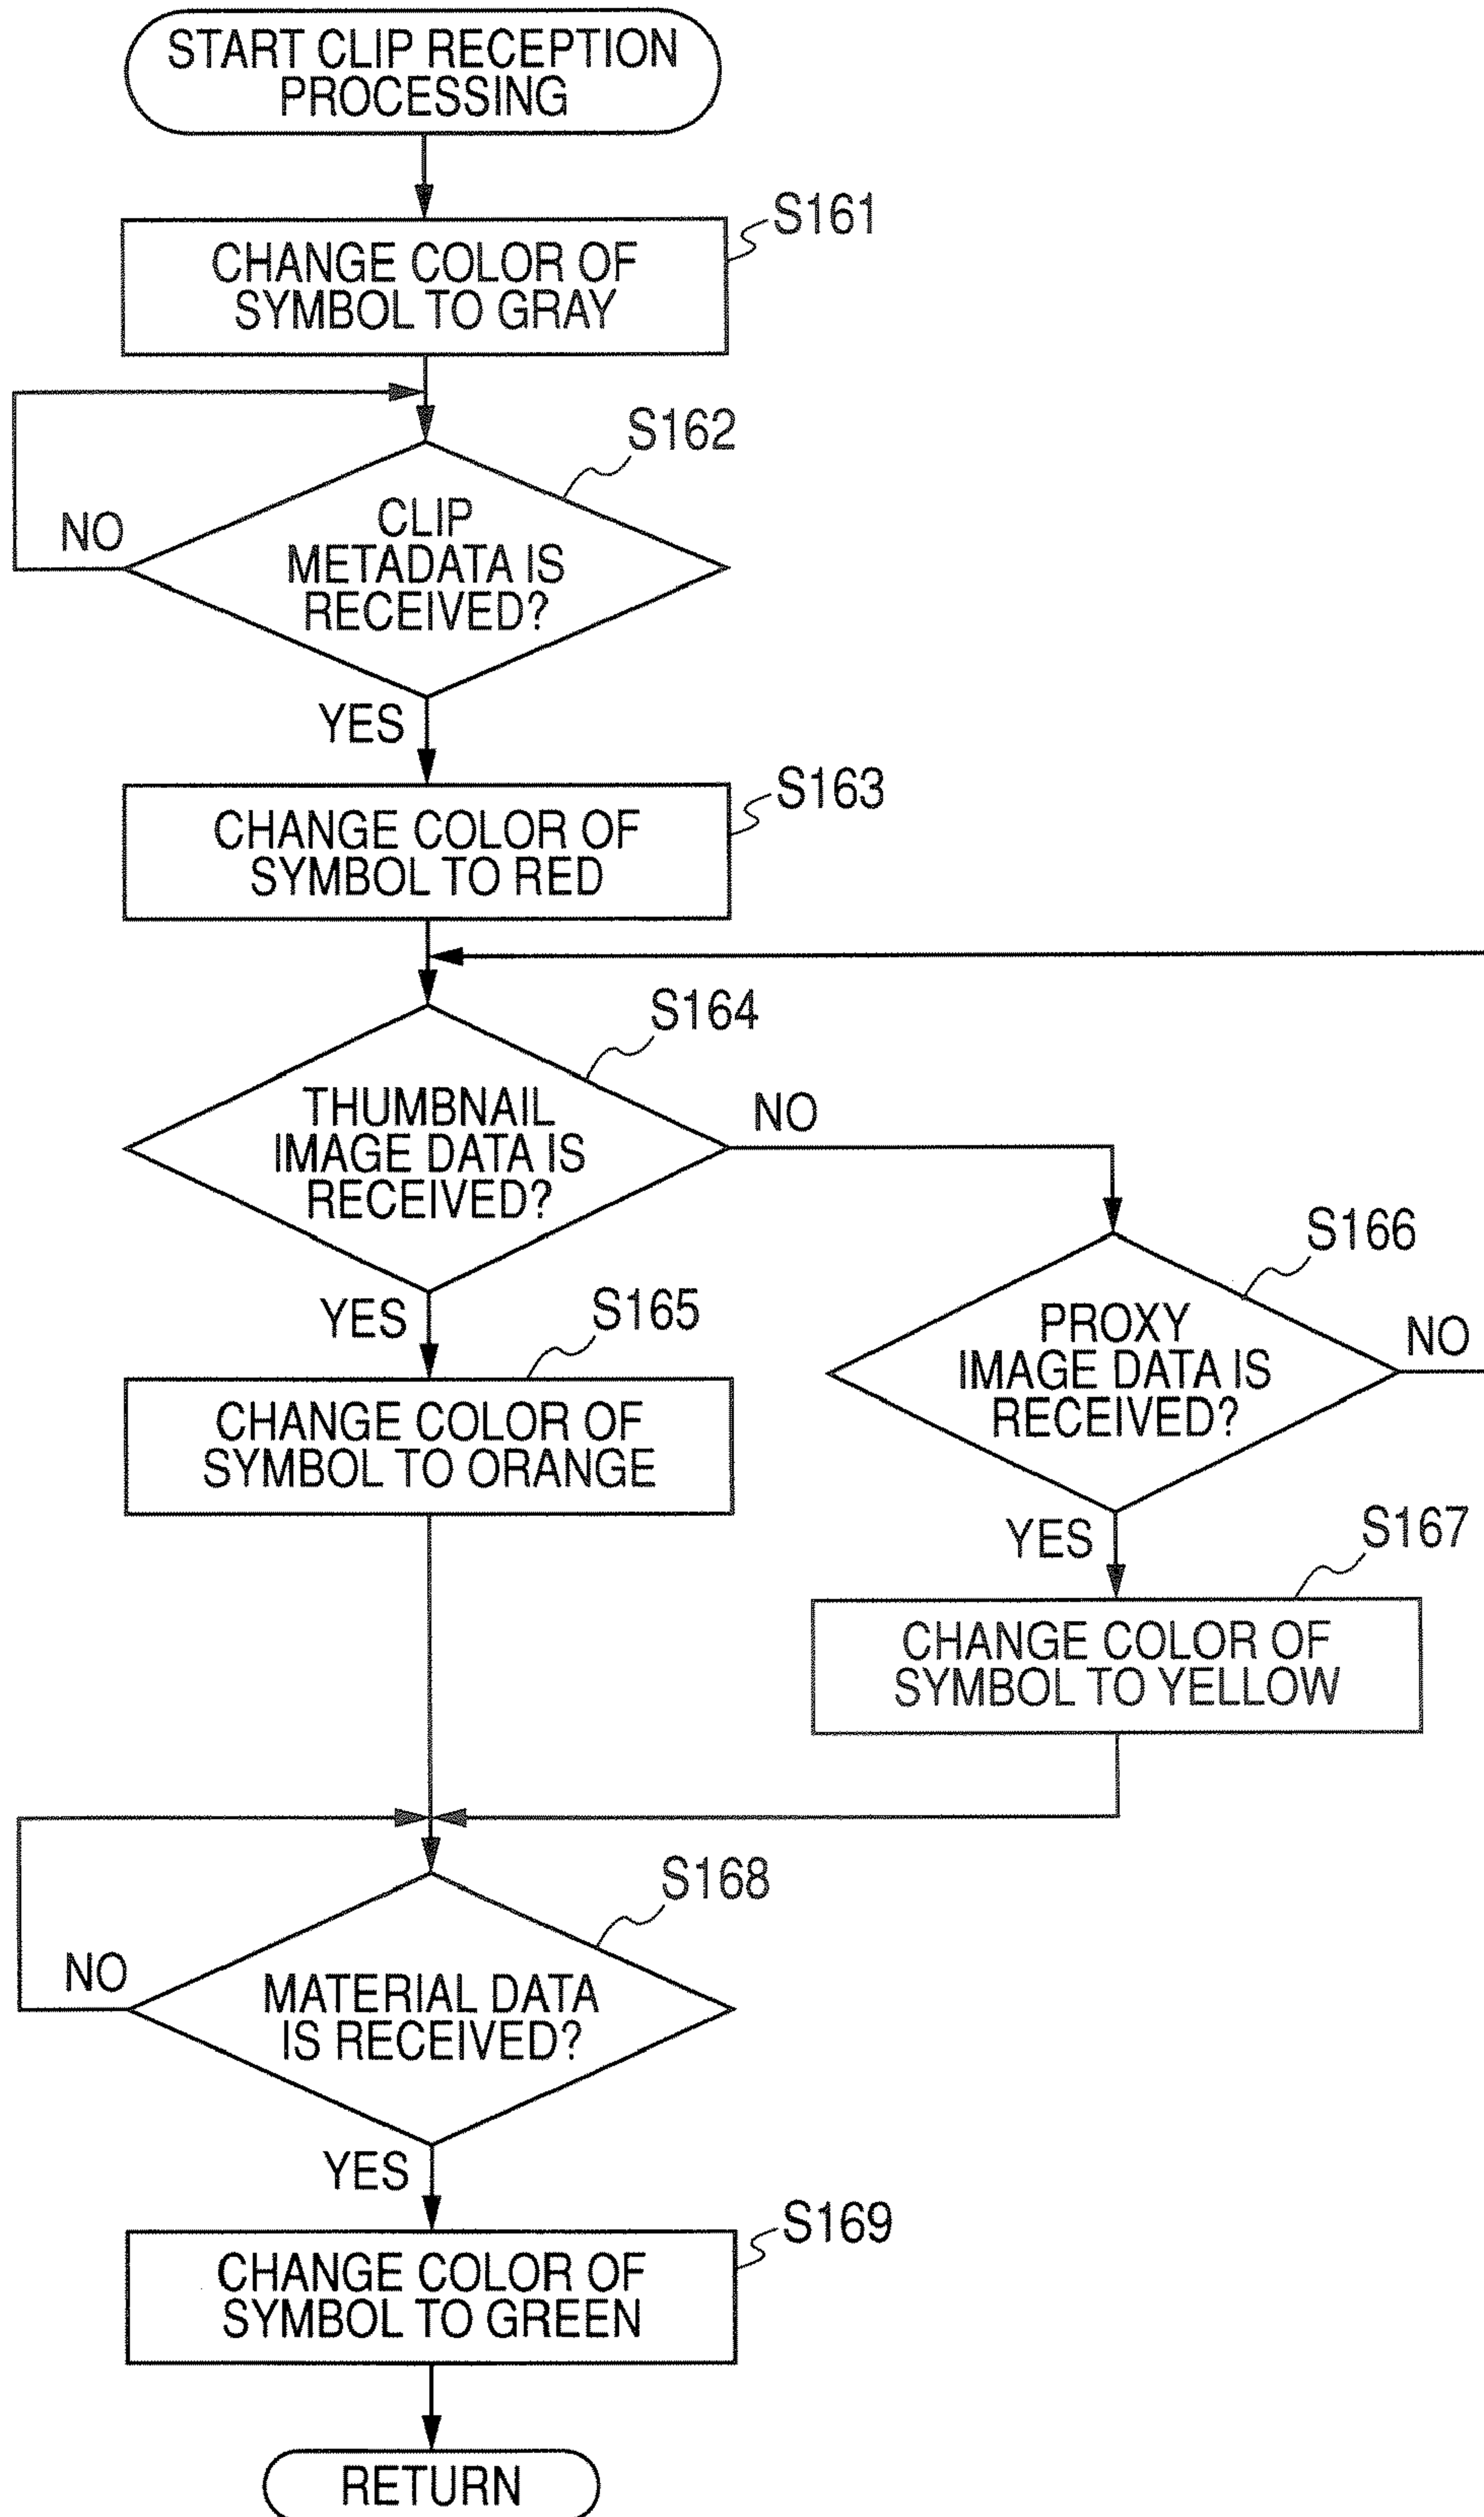 START CLIP RECEPTION
PROCESSING
S161
CHANGE COLOR OF
SYMBOL TO GRAY
S162
NO
CLIP
METADATA IS
RECEIVED?
YES
S163
CHANGE COLOR OF
SYMBOL TO RED
S164
THUMBNAIL
IMAGE DATA IS
RECEIVED?
NO
YES
S165
CHANGE COLOR OF
SYMBOL TO ORANGE
S166
PROXY
IMAGE DATA IS
RECEIVED?
NO
YES
S167
CHANGE COLOR OF
SYMBOL TO YELLOW
S168
NO
MATERIAL DATA
IS RECEIVED?
YES
S169
CHANGE COLOR OF
SYMBOL TO GREEN
RETURN